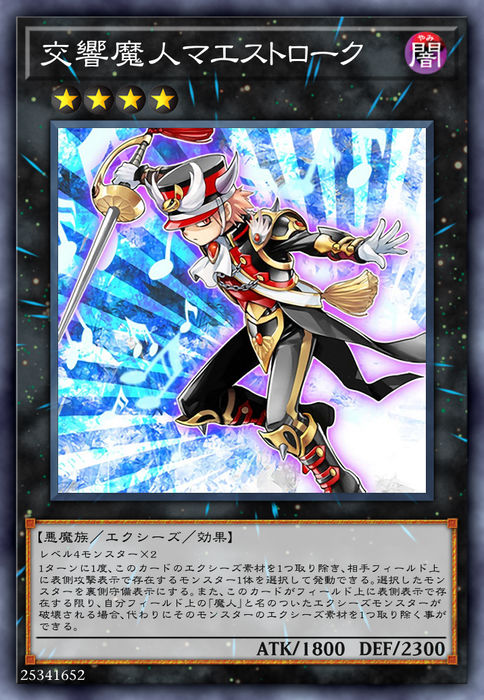 交響魔人マエストローク
やみ
闇
【悪魔族／エクシーズ／効果】
レベル4モンスター×2
1ターンに1度、このカードのエクシーズ素材を1つ取り除き、相手フィールド上
に表側攻撃表示で存在するモンスター1体を選択して発動できる。選択したモン
スターを裏側守備表示にする。また、このカードがフィールド上に表側表示で存
在する限り、自分フィールド上の「魔人」と名のついたエクシーズモンスターが
破壊される場合、代わりにそのモンスターのエクシーズ素材を1つ取り除く事が
できる。
ATK/1800 DEF/2300
25341652